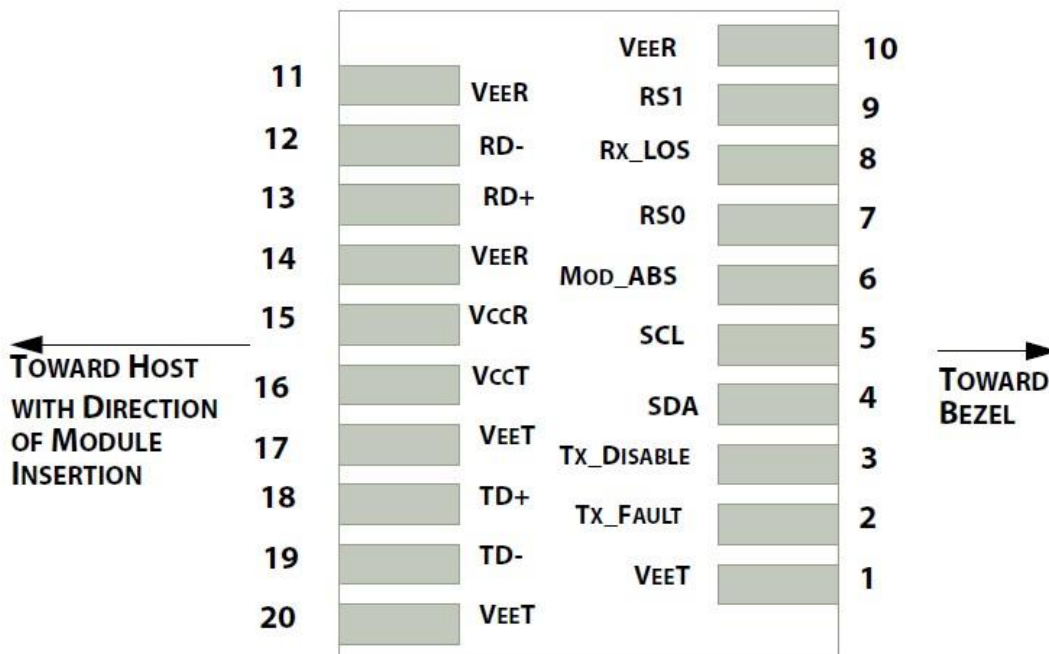 11 VEER
12 RD-
13 RD+
14 VEER
15 VCCR
16 VCCT
17 VEET
18 TD+
19 TD-
20 VEET
VEER 10
RS1 9
RX_LOS 8
RS0 7
MOD_ABS 6
SCL 5
SDA 4
TX_DISABLE 3
TX_FAULT 2
VEET 1
TOWARD HOST
WITH DIRECTION
OF MODULE
INSERTION
TOWARD
BEZEL